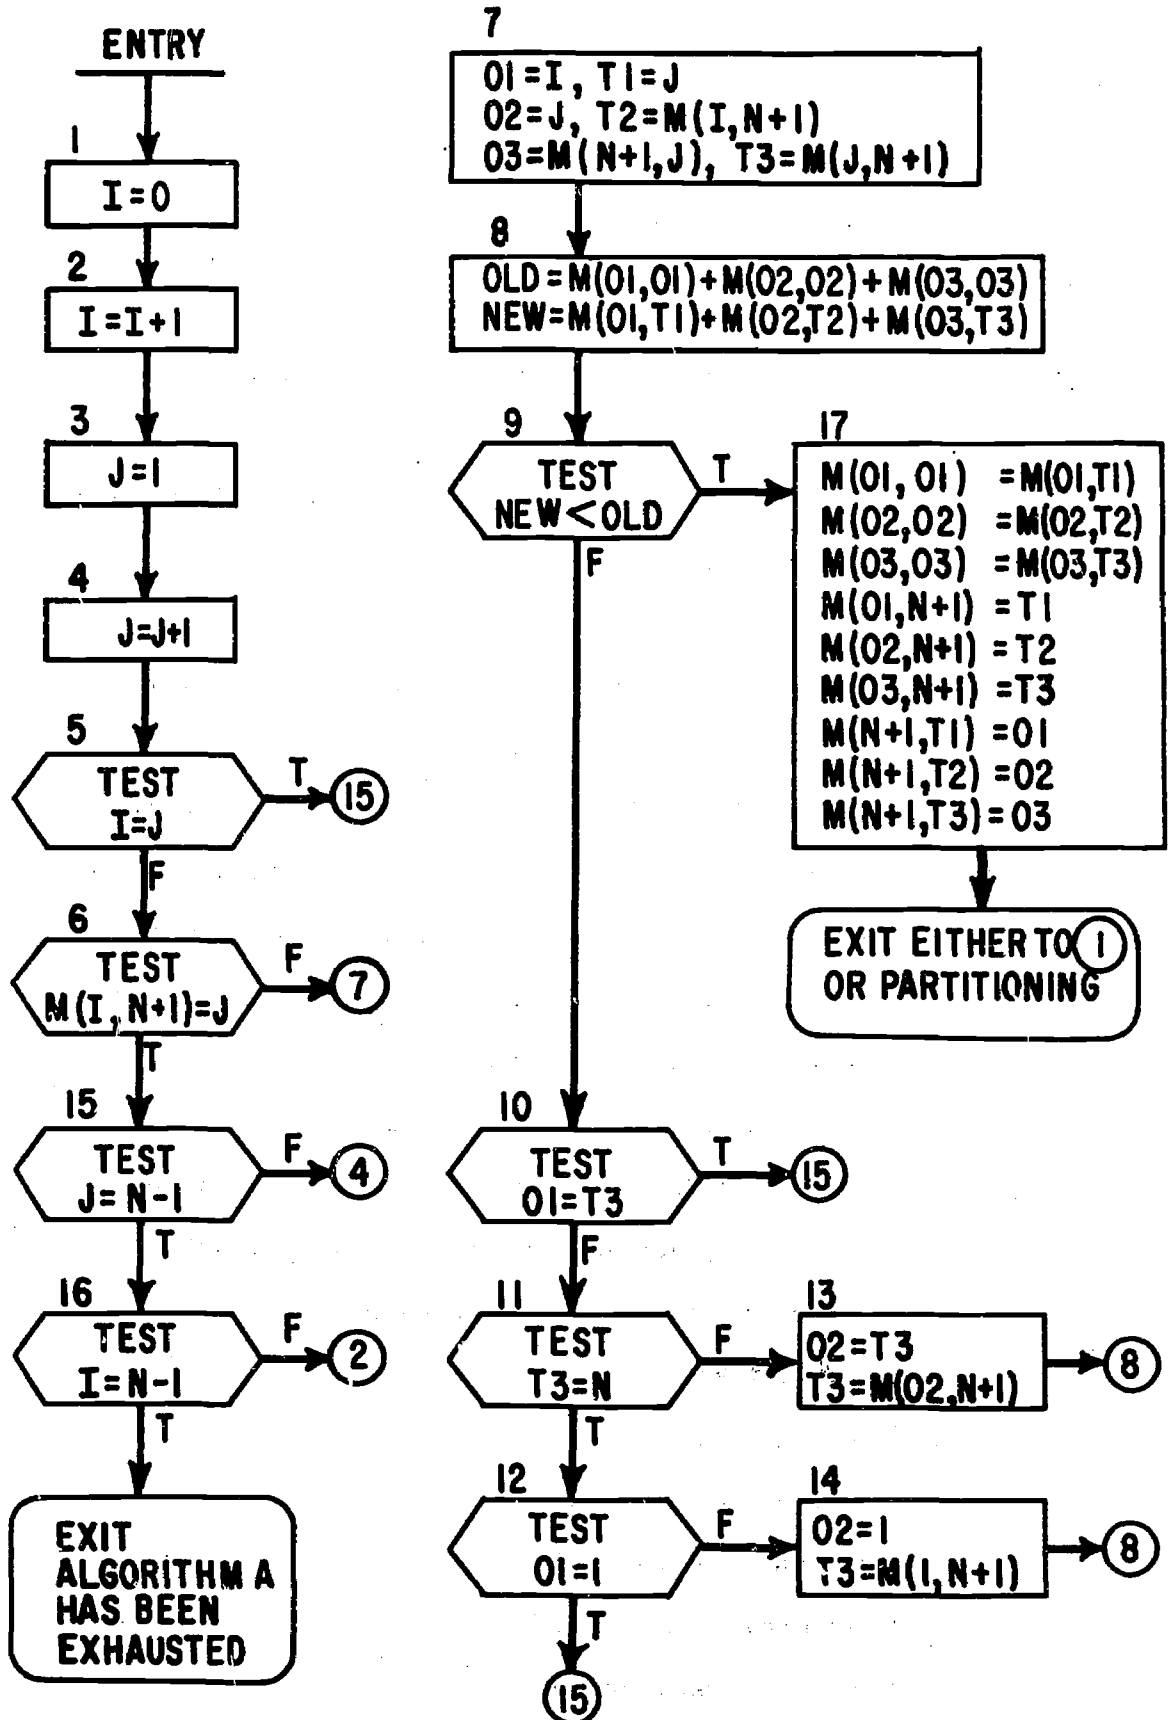 ENTRY
1
I=0
2
I=I+1
3
J=1
4
J=J+1
5
TEST
I=J
T
15
F
6
TEST
M(I,N+1)=J
F
7
T
15
TEST
J=N-1
F
4
T
16
TEST
I=N-1
F
2
T
EXIT
ALGORITHM A
HAS BEEN
EXHAUSTED
7
O1=I, T1=J
O2=J, T2=M(I,N+1)
O3=M(N+1,J), T3=M(J,N+1)
8
OLD=M(O1,O1)+M(O2,O2)+M(O3,O3)
NEW=M(O1,T1)+M(O2,T2)+M(O3,T3)
9
TEST
NEW<OLD
T
F
17
M(O1,O1) =M(O1,T1)
M(O2,O2) =M(O2,T2)
M(O3,O3) =M(O3,T3)
M(O1,N+1) =T1
M(O2,N+1) =T2
M(O3,N+1) =T3
M(N+1,T1) =O1
M(N+1,T2) =O2
M(N+1,T3)=O3
EXIT EITHER TO 1
OR PARTITIONING
10
TEST
O1=T3
T
15
F
11
TEST
T3=N
F
13
O2=T3
T3=M(O2,N+1)
8
T
12
TEST
O1=1
F
14
O2=1
T3=M(1,N+1)
8
T
15